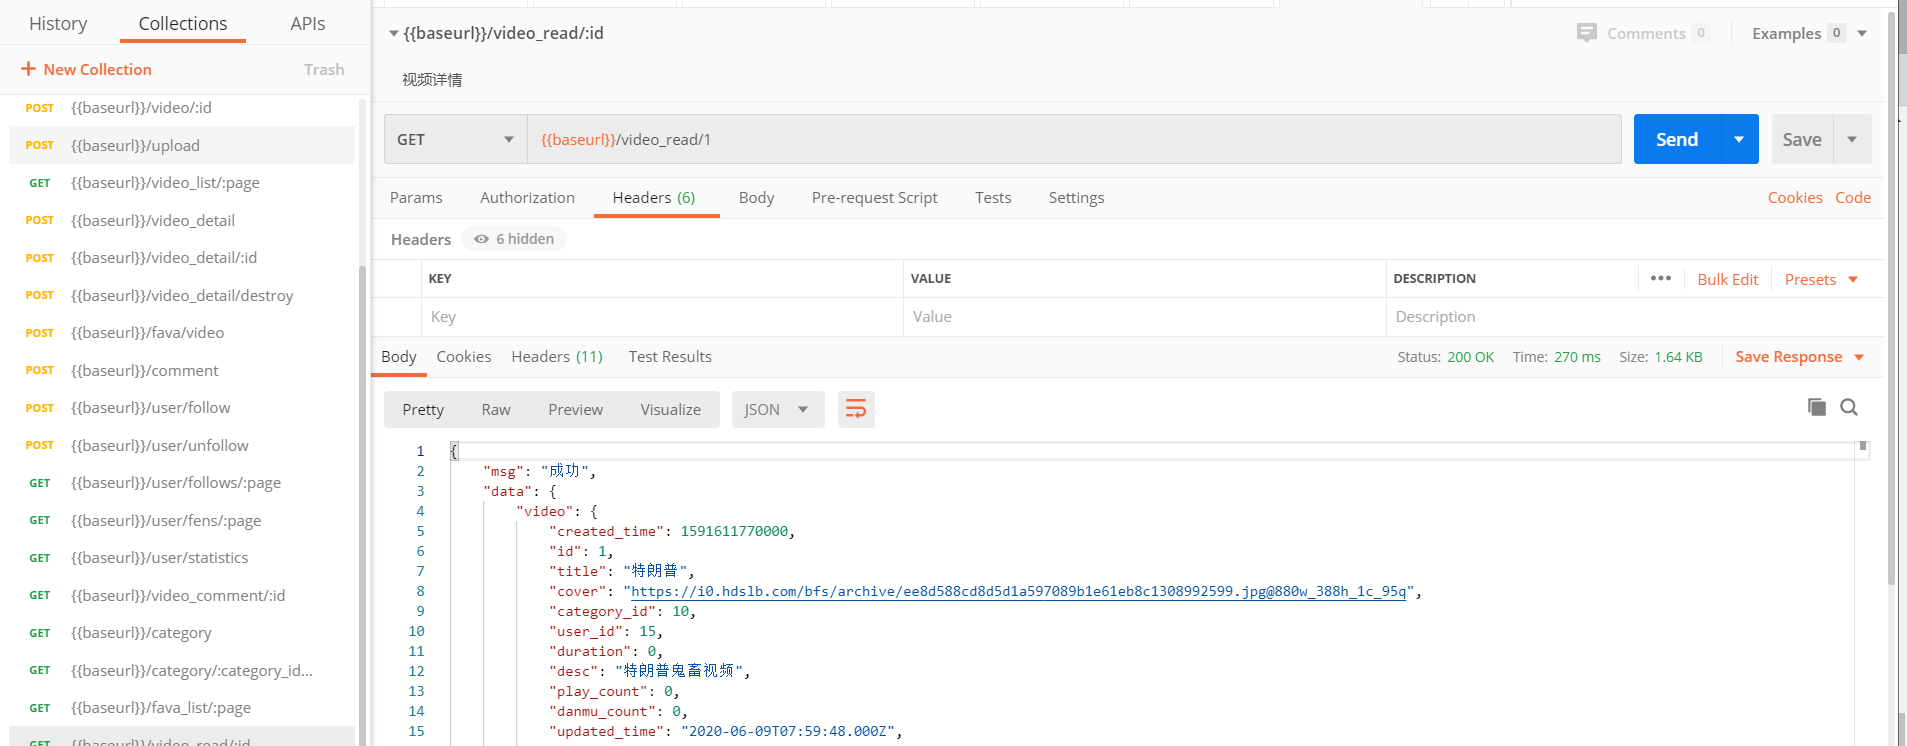 History Collections APIs
+ New Collection Trash
POST {{baseurl}}/video/:id
POST {{baseurl}}/upload
GET {{baseurl}}/video_list/:page
POST {{baseurl}}/video_detail
POST {{baseurl}}/video_detail/:id
POST {{baseurl}}/video_detail/destroy
POST {{baseurl}}/fava/video
POST {{baseurl}}/comment
POST {{baseurl}}/user/follow
POST {{baseurl}}/user/unfollow
GET {{baseurl}}/user/follows/:page
GET {{baseurl}}/user/fens/:page
GET {{baseurl}}/user/statistics
GET {{baseurl}}/video_comment/:id
GET {{baseurl}}/category
GET {{baseurl}}/category/:category_id...
GET {{baseurl}}/fava_list/:page
GET {{baseurl}}/video_read/:id
{{baseurl}}/video_read/:id Comments 0 Examples 0
视频详情
GET {{baseurl}}/video_read/1 Send Save
Params Authorization Headers (6) Body Pre-request Script Tests Settings Cookies Code
Headers 6 hidden
KEY VALUE DESCRIPTION ••• Bulk Edit Presets
Key Value Description
Body Cookies Headers (11) Test Results Status: 200 OK Time: 270 ms Size: 1.64 KB Save Response
Pretty Raw Preview Visualize JSON
1 {
2 "msg": "成功",
3 "data": {
4 "video": {
5 "created_time": 1591611770000,
6 "id": 1,
7 "title": "特朗普",
8 "cover": "https://i0.hdslb.com/bfs/archive/ee8d588cd8d5d1a597089b1e61eb8c1308992599.jpg@880w_388h_1c_95q",
9 "category_id": 10,
10 "user_id": 15,
11 "duration": 0,
12 "desc": "特朗普鬼畜视频",
13 "play_count": 0,
14 "danmu_count": 0,
15 "updated_time": "2020-06-09T07:59:48.000Z",